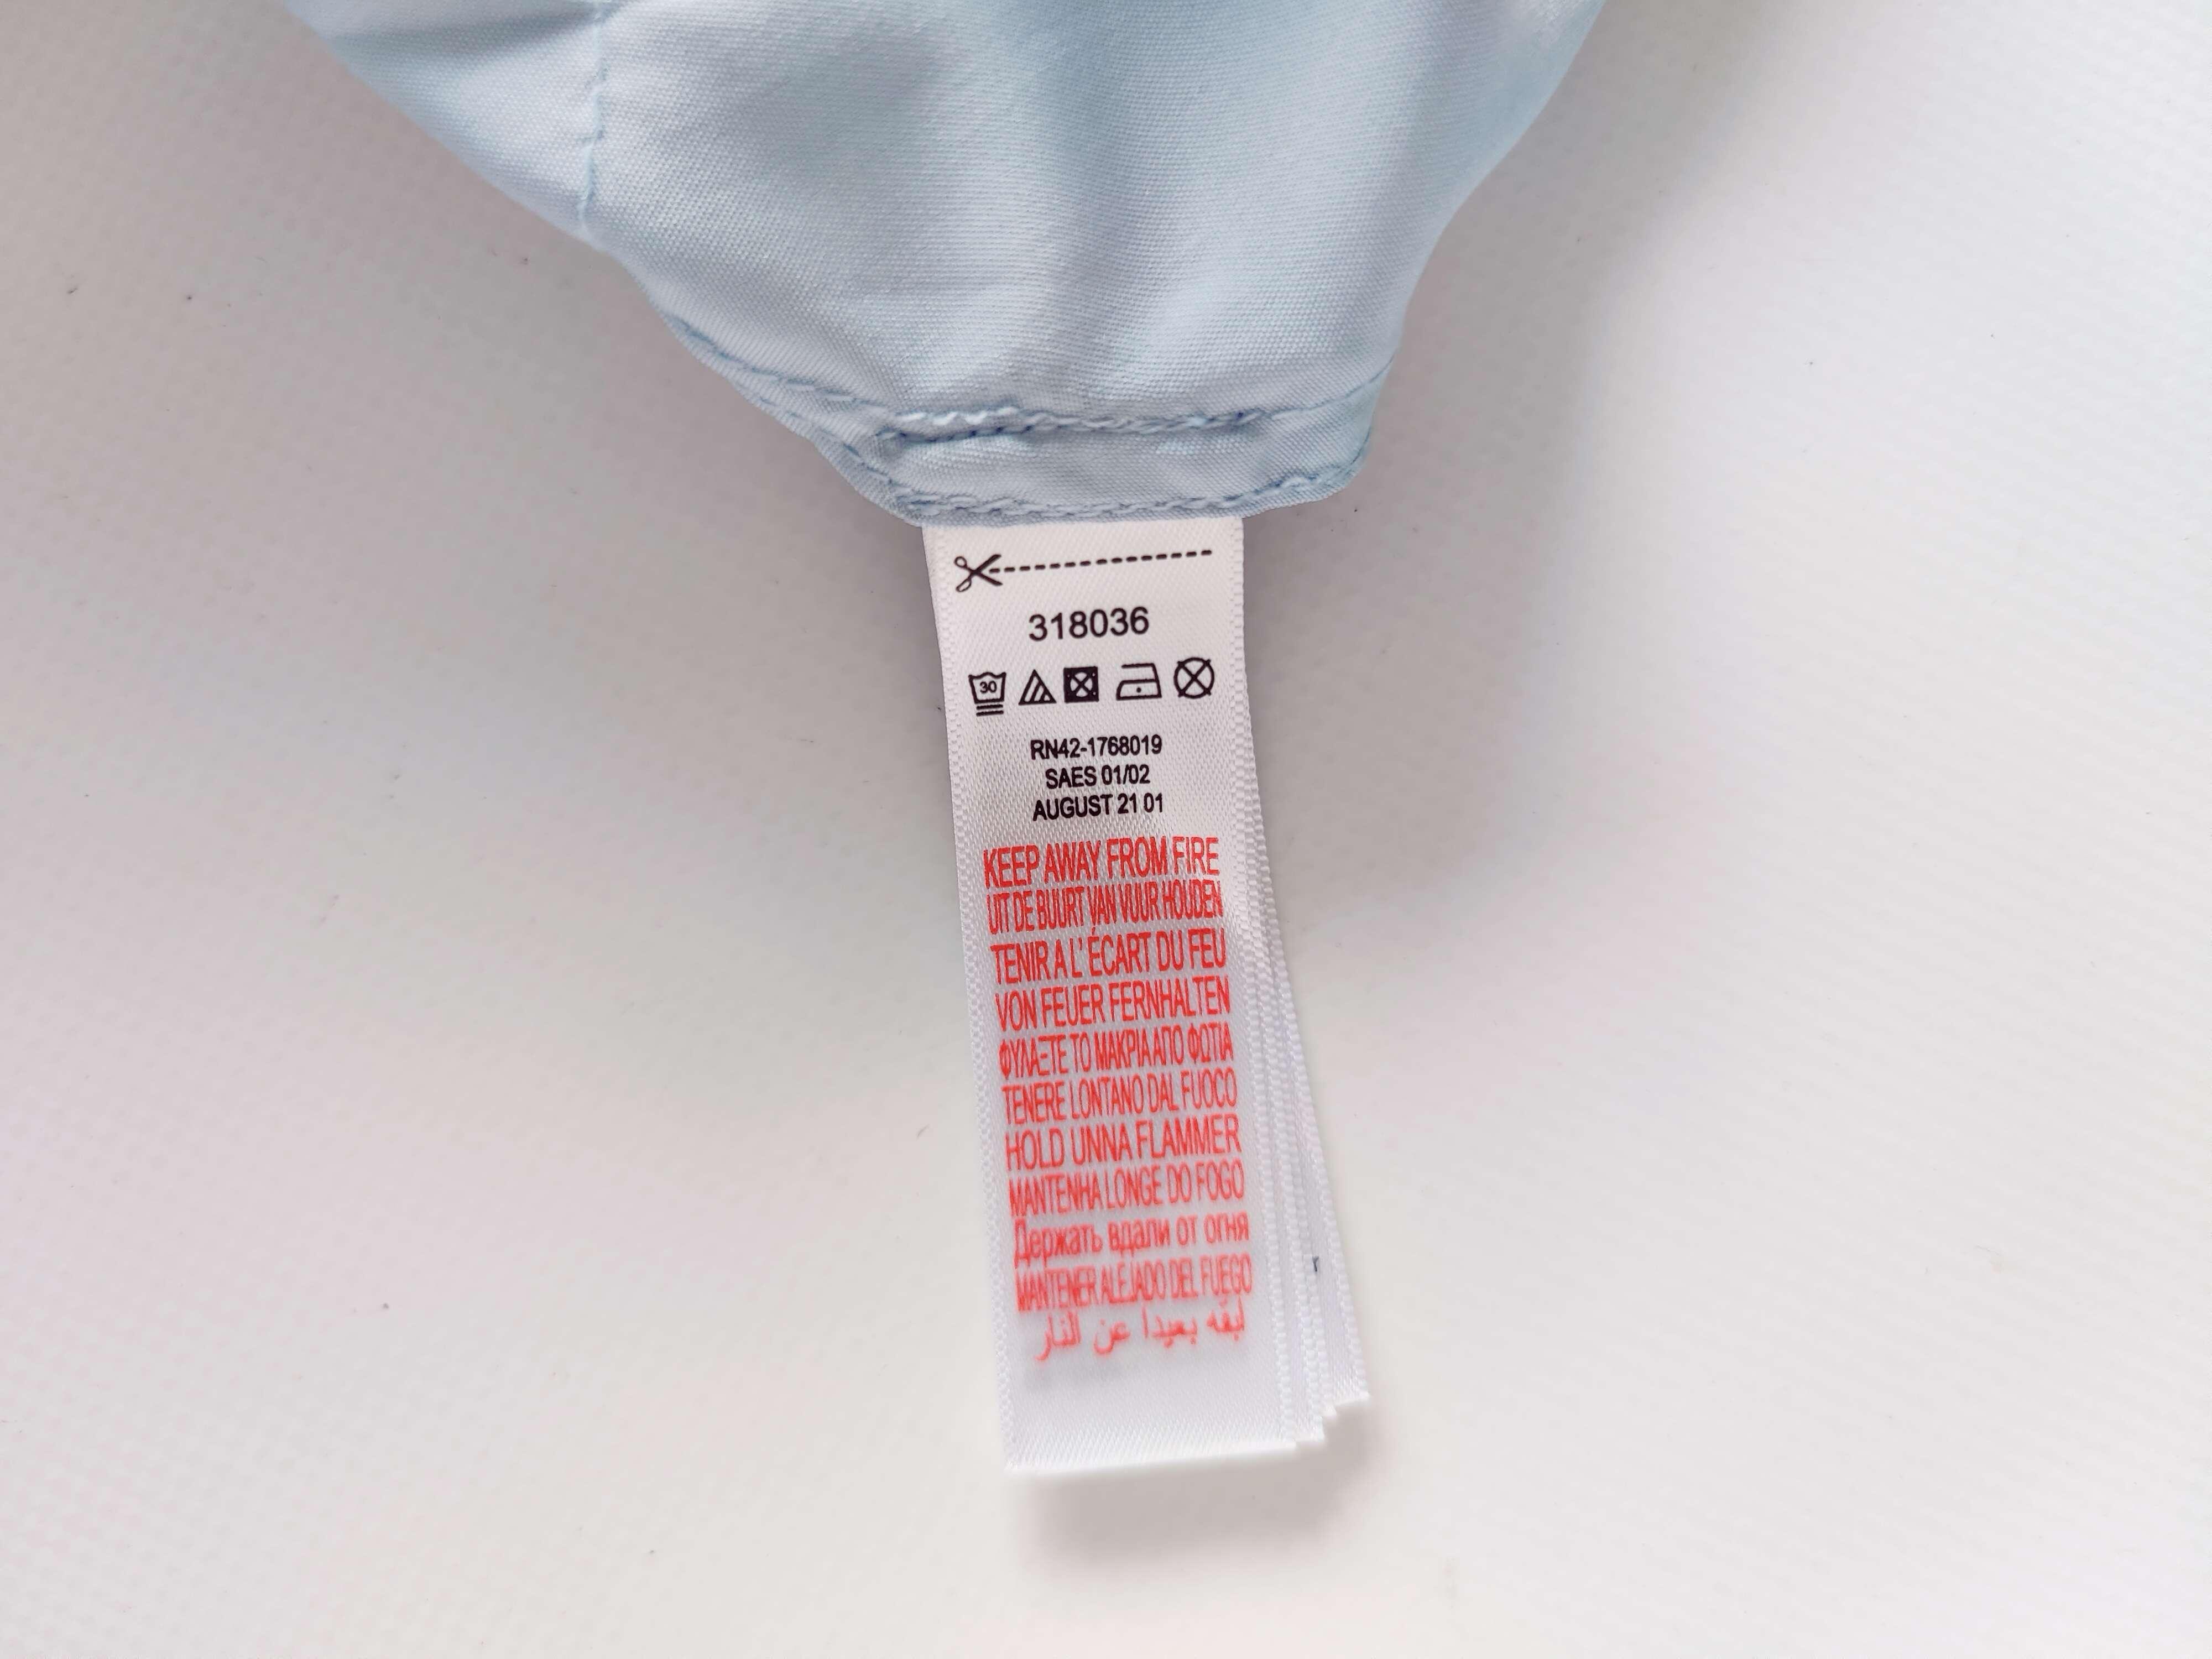 318036
30
RN42-1768019
SAES 01/02
AUGUST 21 01
KEEP AWAY FROM FIRE
UIT DE BUURT VAN VUUR HOUDEN
TENIR A L' ÉCART DU FEU
VON FEUER FERNHALTEN
ΦΥΛΑΞΤΕ ΤΟ ΜΑΚΡΙΑ ΑΠΟ ΦΩΤΙΑ
TENERE LONTANO DAL FUOCO
HOLD UNNA FLAMMER
MANTENHA LONGE DO FOGO
Держать вдали от огня
MANTENER ALEJADO DEL FUEGO
أبقه بعيدا عن النار